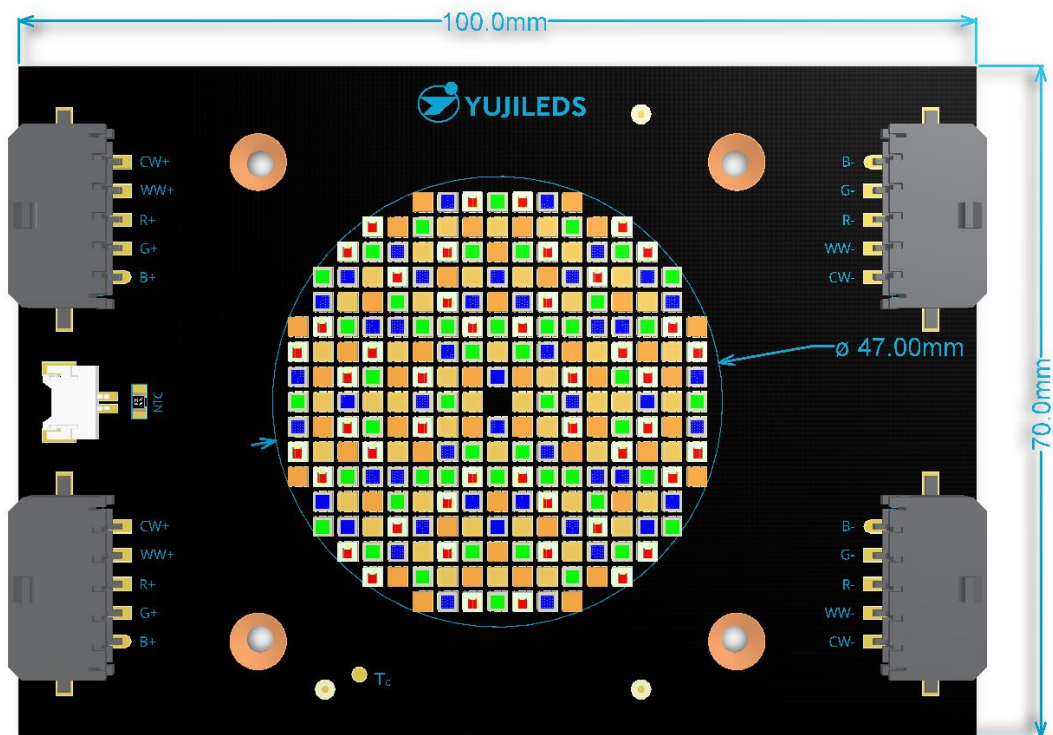 100.0mm
YUJILEDS
CW+
WW+
R+
G+
B+
B-
G-
R-
WW-
CW-
ø 47.00mm
70.0mm
NTC
CW+
WW+
R+
G+
B+
B-
G-
R-
WW-
CW-
Tc